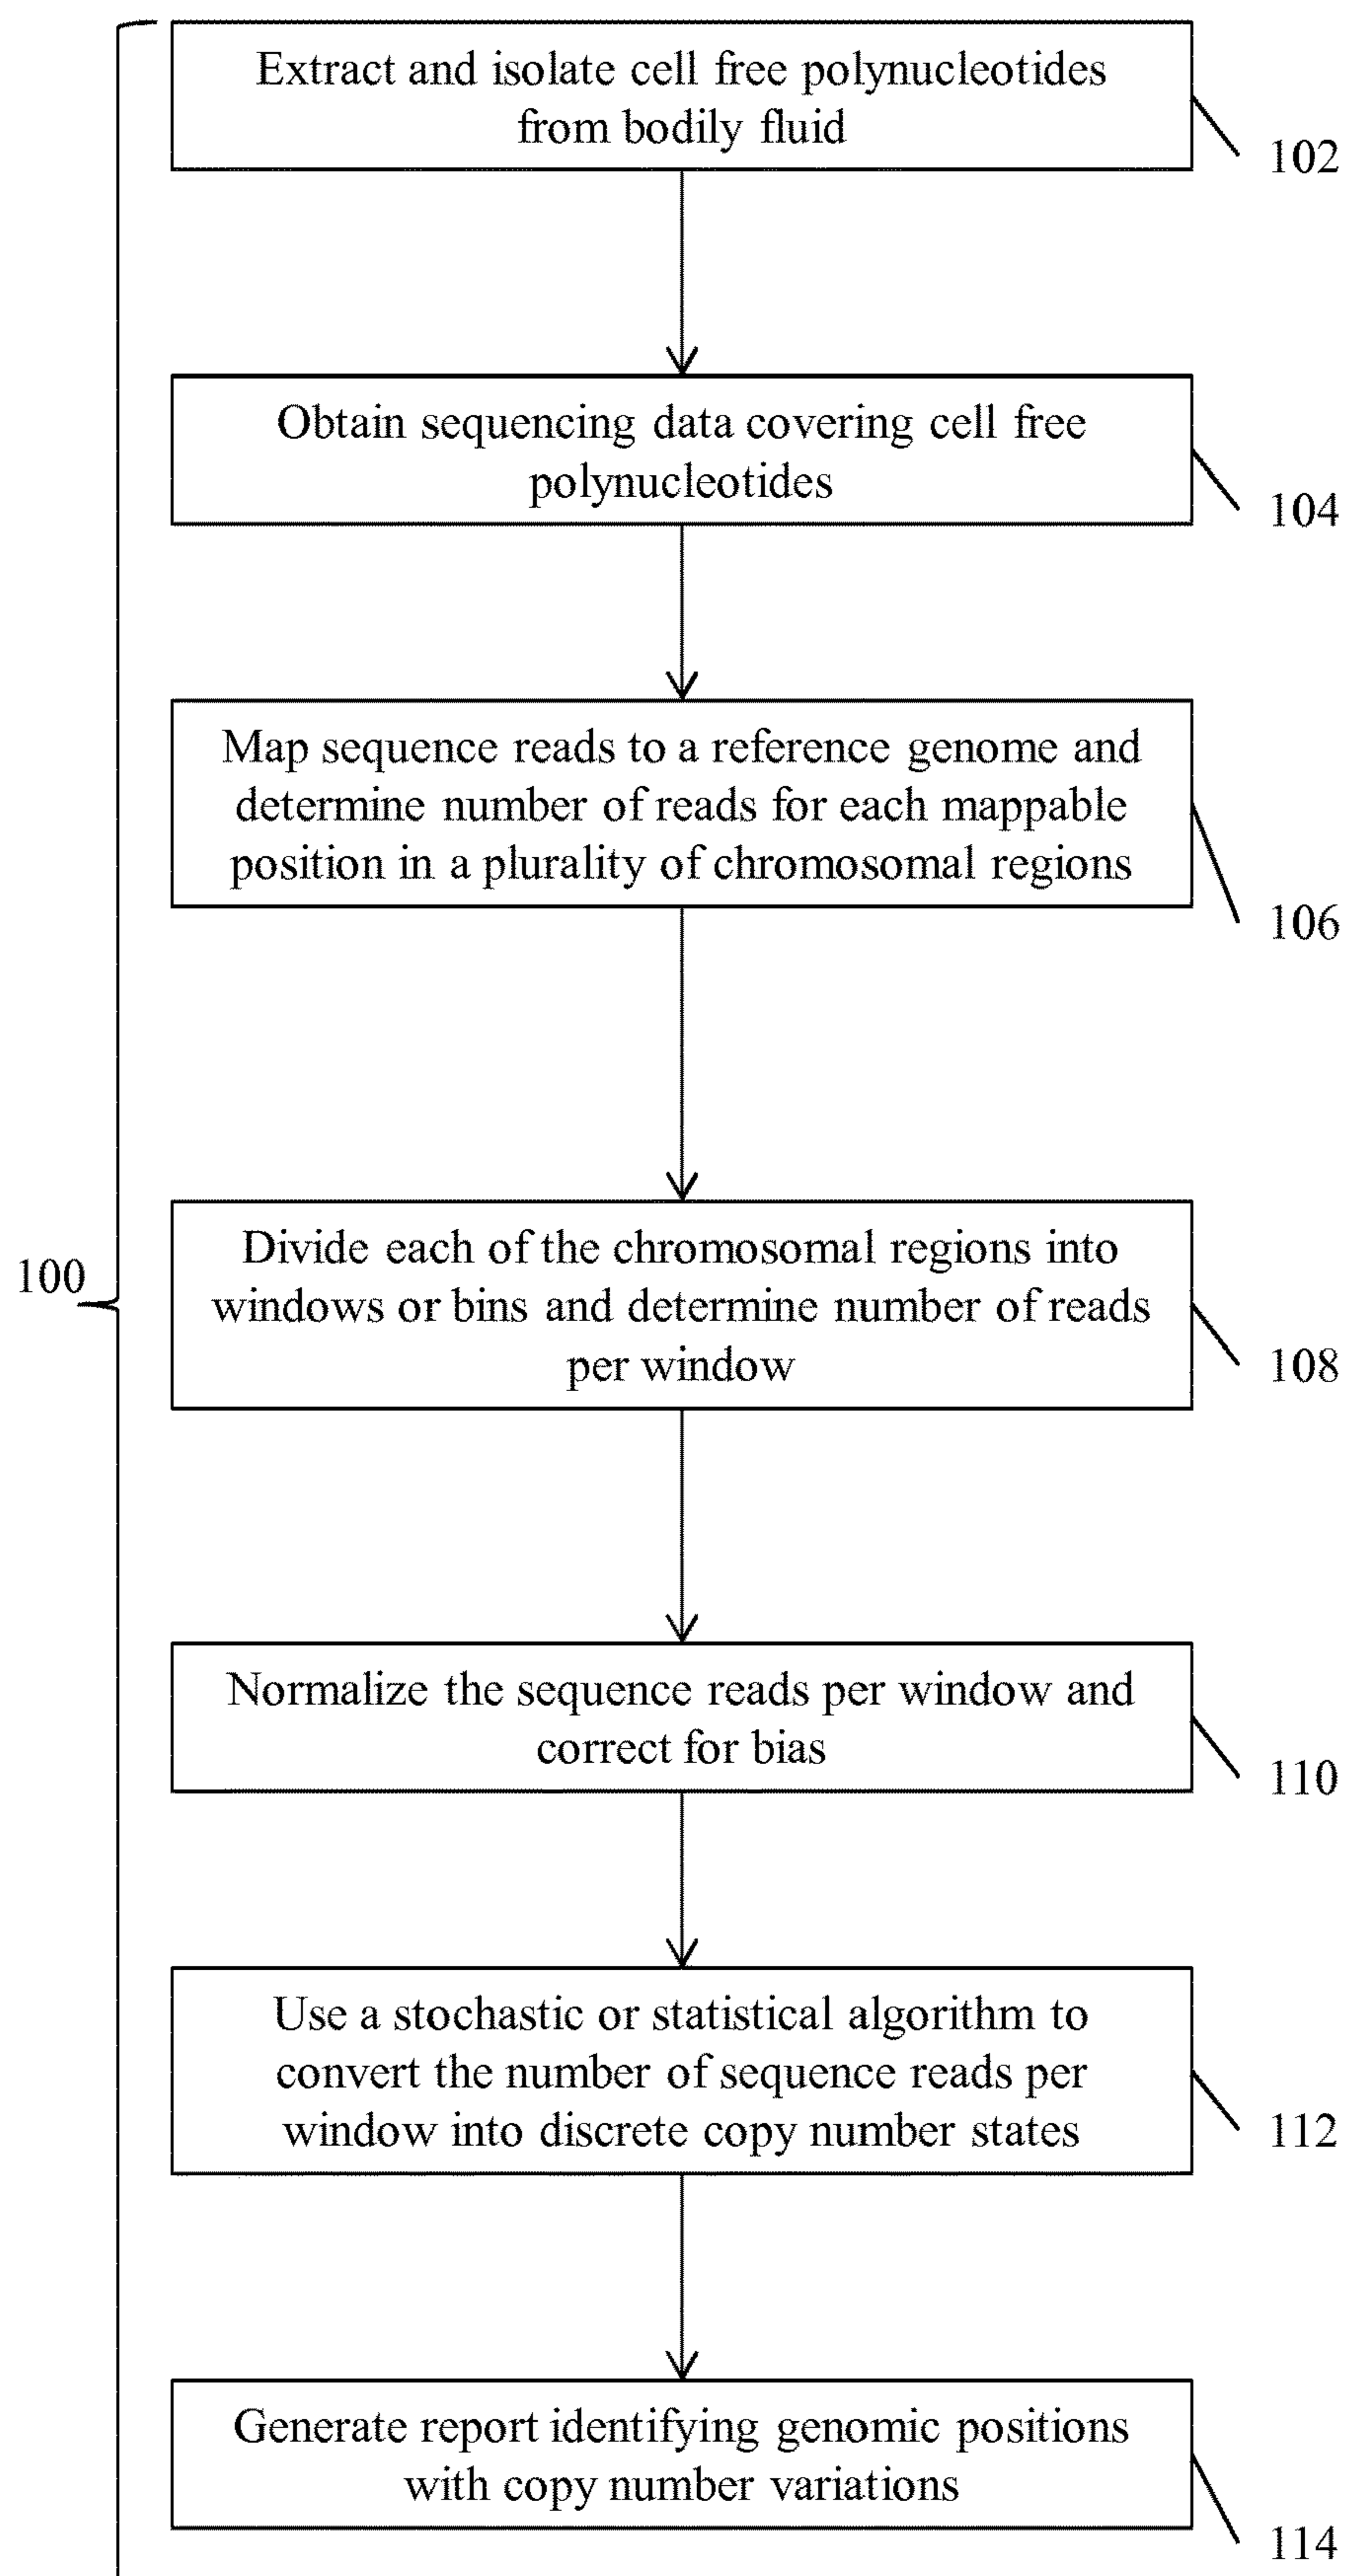 Extract and isolate cell free polynucleotides
from bodily fluid
102
Obtain sequencing data covering cell free
polynucleotides
104
Map sequence reads to a reference genome and
determine number of reads for each mappable
position in a plurality of chromosomal regions
106
100
Divide each of the chromosomal regions into
windows or bins and determine number of reads
per window
108
Normalize the sequence reads per window and
correct for bias
110
Use a stochastic or statistical algorithm to
convert the number of sequence reads per
window into discrete copy number states
112
Generate report identifying genomic positions
with copy number variations
114